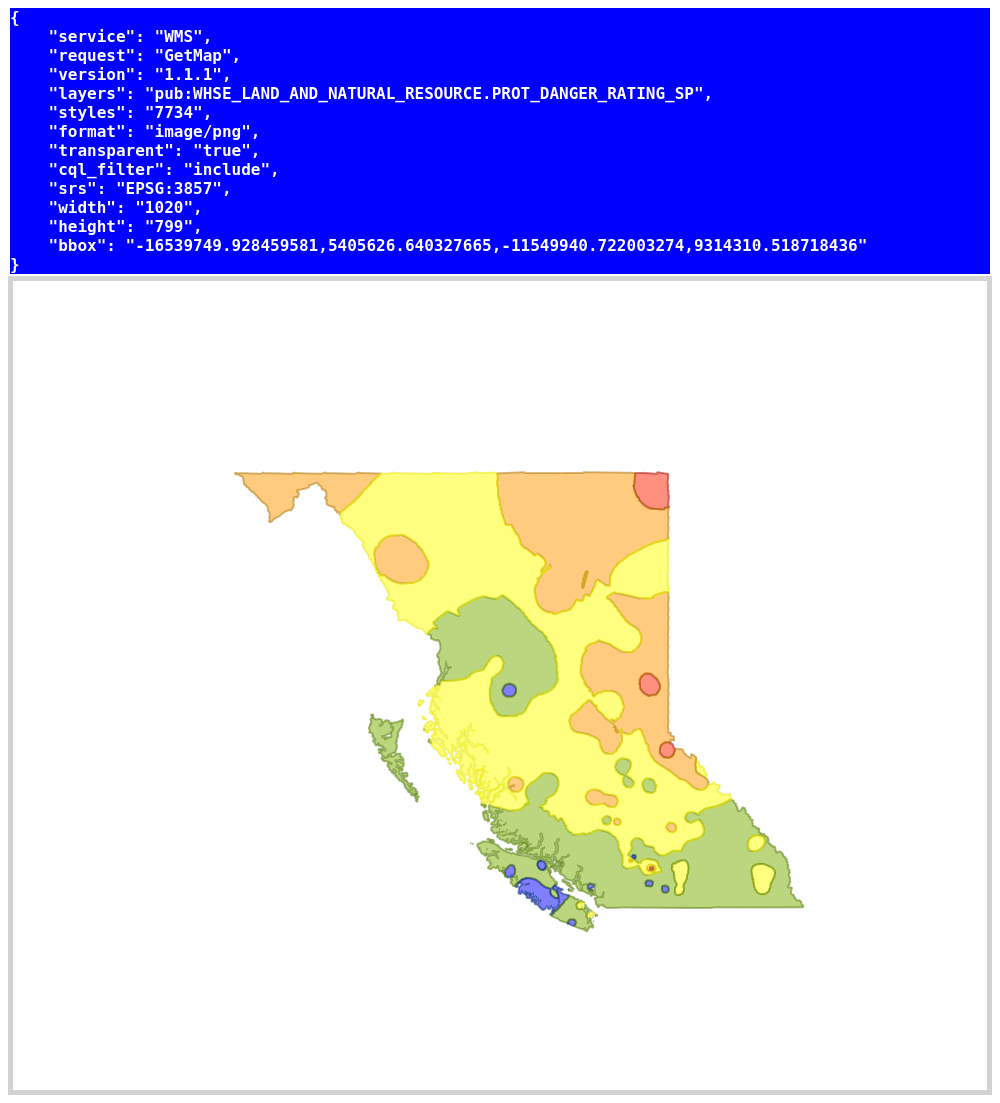 {
"service": "WMS",
"request": "GetMap",
"version": "1.1.1",
"layers": "pub:WHSE_LAND_AND_NATURAL_RESOURCE.PROT_DANGER_RATING_SP",
"styles": "7734",
"format": "image/png",
"transparent": "true",
"cql_filter": "include",
"srs": "EPSG:3857",
"width": "1020",
"height": "799",
"bbox": "-16539749.928459581,5405626.640327665,-11549940.722003274,9314310.518718436"
}